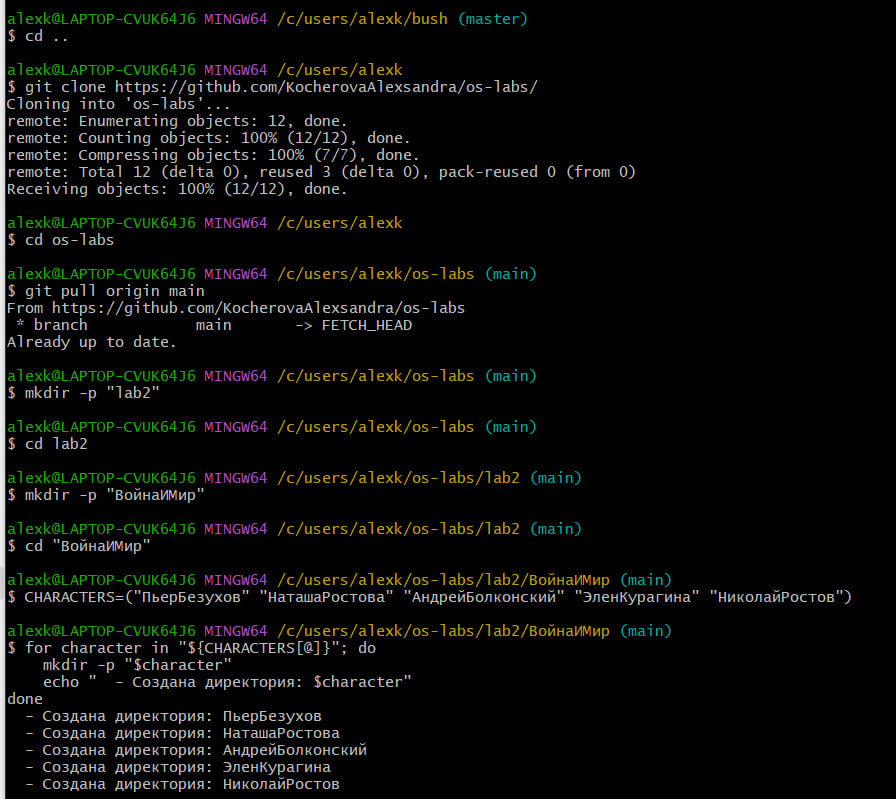 alexk@LAPTOP-CVUK64J6 MINGW64 /c/users/alexk/bush (master)
$ cd ..
alexk@LAPTOP-CVUK64J6 MINGW64 /c/users/alexk
$ git clone https://github.com/KocherovaAlexsandra/os-labs/
Cloning into 'os-labs'...
remote: Enumerating objects: 12, done.
remote: Counting objects: 100% (12/12), done.
remote: Compressing objects: 100% (7/7), done.
remote: Total 12 (delta 0), reused 3 (delta 0), pack-reused 0 (from 0)
Receiving objects: 100% (12/12), done.
alexk@LAPTOP-CVUK64J6 MINGW64 /c/users/alexk
$ cd os-labs
alexk@LAPTOP-CVUK64J6 MINGW64 /c/users/alexk/os-labs (main)
$ git pull origin main
From https://github.com/KocherovaAlexsandra/os-labs
 * branch            main       -> FETCH_HEAD
Already up to date.
alexk@LAPTOP-CVUK64J6 MINGW64 /c/users/alexk/os-labs (main)
$ mkdir -p "lab2"
alexk@LAPTOP-CVUK64J6 MINGW64 /c/users/alexk/os-labs (main)
$ cd lab2
alexk@LAPTOP-CVUK64J6 MINGW64 /c/users/alexk/os-labs/lab2 (main)
$ mkdir -p "ВойнаИМир"
alexk@LAPTOP-CVUK64J6 MINGW64 /c/users/alexk/os-labs/lab2 (main)
$ cd "ВойнаИМир"
alexk@LAPTOP-CVUK64J6 MINGW64 /c/users/alexk/os-labs/lab2/ВойнаИМир (main)
$ CHARACTERS=("ПьерБезухов" "НаташаРостова" "АндрейБолконский" "ЭленКурагина" "НиколайРостов")
alexk@LAPTOP-CVUK64J6 MINGW64 /c/users/alexk/os-labs/lab2/ВойнаИМир (main)
$ for character in "${CHARACTERS[@]}"; do
    mkdir -p "$character"
    echo "  - Создана директория: $character"
done
  - Создана директория: ПьерБезухов
  - Создана директория: НаташаРостова
  - Создана директория: АндрейБолконский
  - Создана директория: ЭленКурагина
  - Создана директория: НиколайРостов